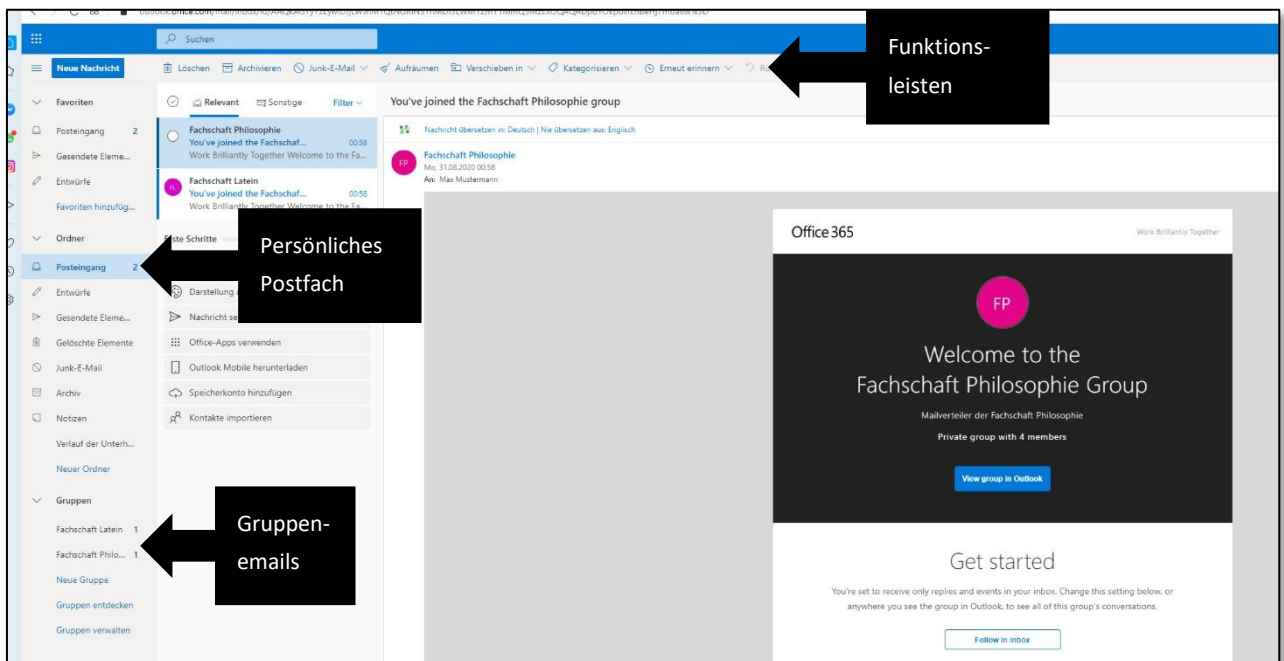 Suchen
Neue Nachricht
Löschen Archivieren Junk-E-Mail Aufräumen Verschieben in Kategorisieren Erneut erinnern
Funktions-
leisten
Favoriten
Posteingang 2
Gesendete Eleme...
Entwürfe
Favoriten hinzufüg...
Ordner
Posteingang 2
Entwürfe
Gesendete Eleme...
Gelöschte Elemente
Junk-E-Mail
Archiv
Notizen
Verlauf der Unterh...
Neuer Ordner
Gruppen
Fachschaft Latein 1
Fachschaft Philo... 1
Neue Gruppe
Gruppen entdecken
Gruppen verwalten
Relevant Sonstige Filter
Fachschaft Philosophie
You've joined the Fachschaf... 00:58
Work Brilliantly Together Welcome to the Fa...
FL
Fachschaft Latein
You've joined the Fachschaf... 00:58
Work Brilliantly Together Welcome to the Fa...
Schritte
Darstellung
Nachricht
Office-Apps verwenden
Outlook Mobile herunterladen
Speicherkonto hinzufügen
Kontakte importieren
Persönliches
Postfach
Gruppen-
emails
You've joined the Fachschaft Philosophie group
Nachricht übersetzen in: Deutsch | Nie übersetzen aus: Englisch
FP
Fachschaft Philosophie
Mo, 31.08.2020 00:58
An: Max Mustermann
Office 365 Work Brilliantly Together
FP
Welcome to the
Fachschaft Philosophie Group
Mailverteiler der Fachschaft Philosophie
Private group with 4 members
View group in Outlook
Get started
You're set to receive only replies and events in your inbox. Change this setting below, or
anywhere you see the group in Outlook, to see all of this group's conversations.
Follow in inbox